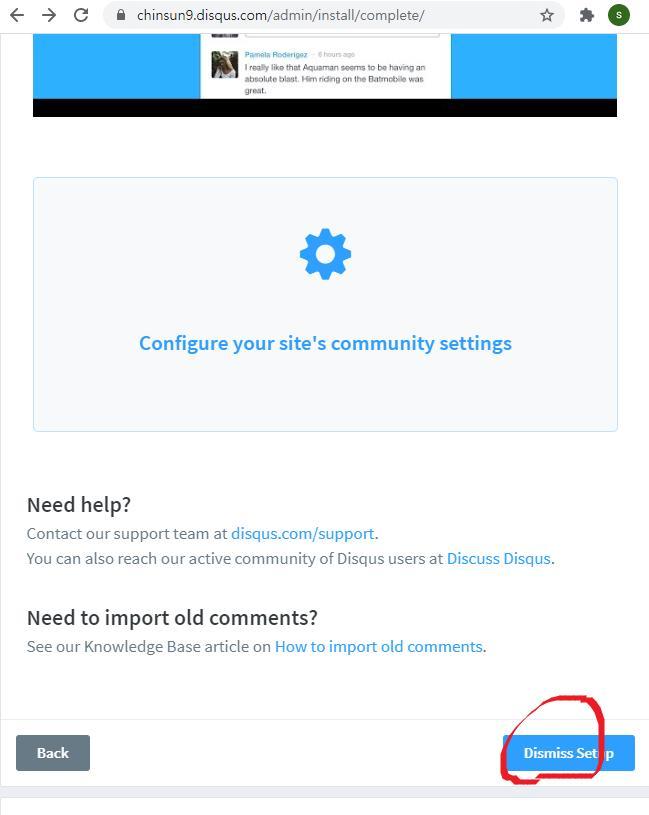 chinsun9.disqus.com/admin/install/complete/
S
Pamela Roderigez — 6 hours ago
I really like that Aquaman seems to be having an
absolute blast. Him riding on the Batmobile was
great.
Configure your site's community settings
Need help?
Contact our support team at disqus.com/support.
You can also reach our active community of Disqus users at Discuss Disqus.
Need to import old comments?
See our Knowledge Base article on How to import old comments.
Back
Dismiss Setup